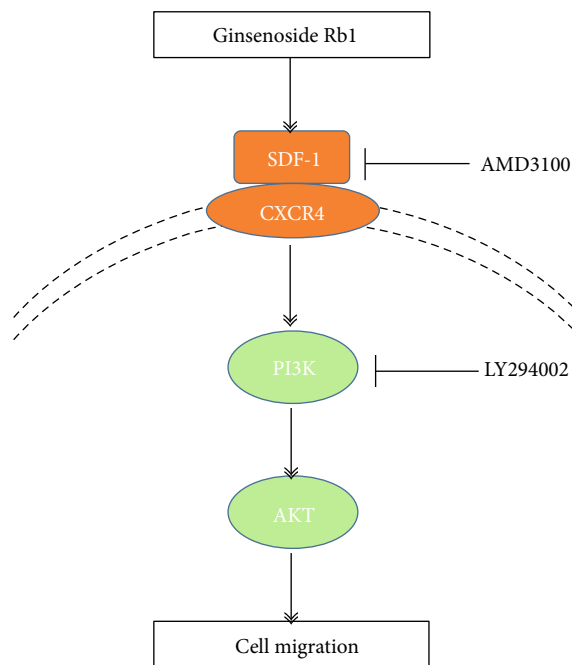 Ginsenoside Rb1
SDF-1
AMD3100
CXCR4
PI3K
LY294002
AKT
Cell migration